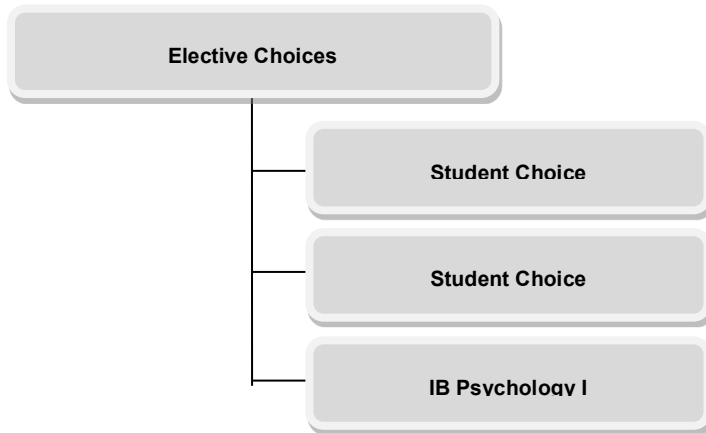 Elective Choices
Student Choice
Student Choice
IB Psychology I